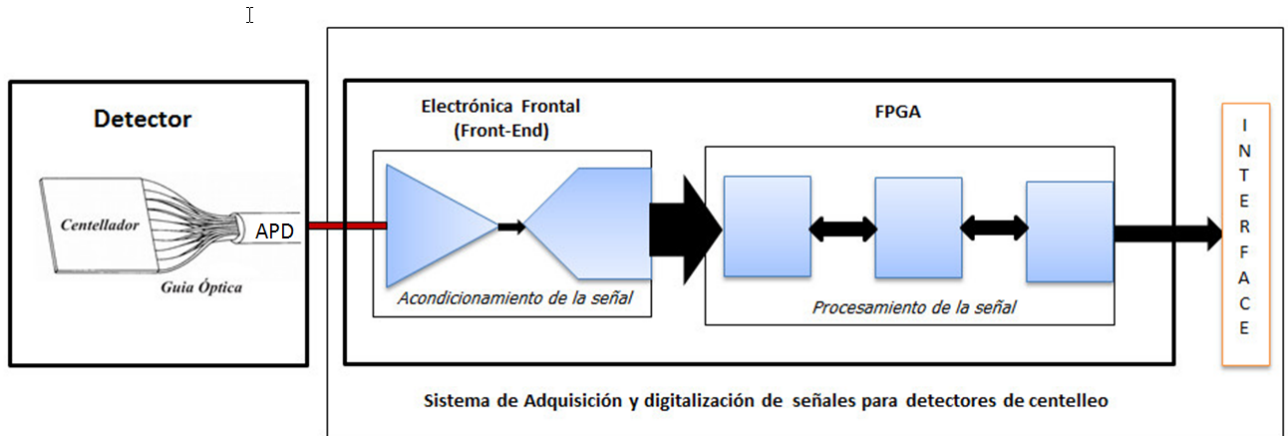 Detector
Centellador
APD
Guia Óptica
Electrónica Frontal
(Front-End)
Acondicionamiento de la señal
FPGA
Procesamiento de la señal
INTERFACE
Sistema de Adquisición y digitalización de señales para detectores de centelleo